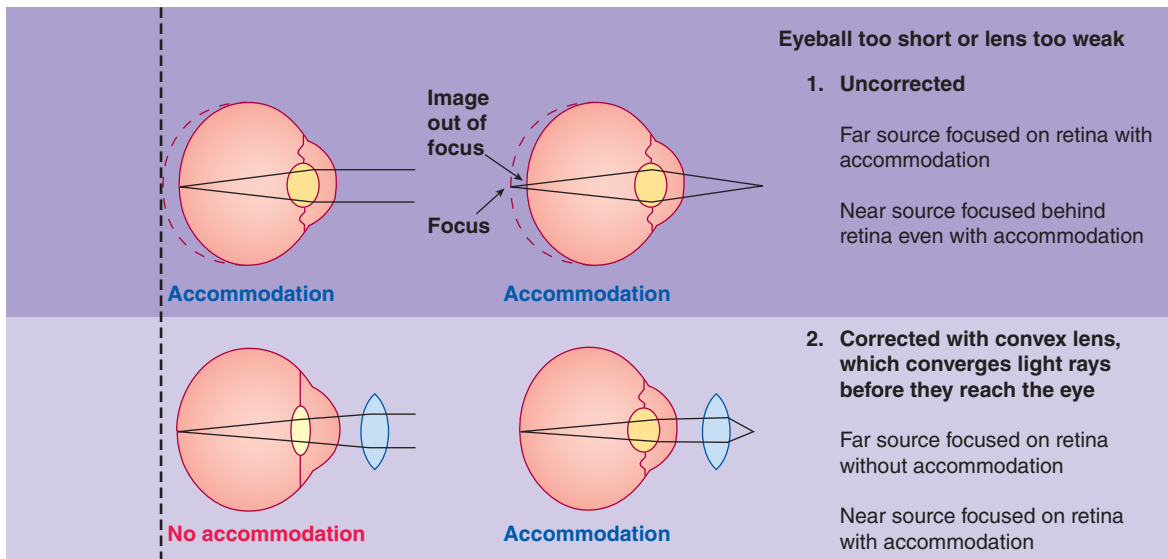 Eyeball too short or lens too weak
1. Uncorrected
Far source focused on retina with
accommodation
Near source focused behind
retina even with accommodation
Image
out of
focus
Focus
Accommodation
Accommodation
2. Corrected with convex lens,
which converges light rays
before they reach the eye
Far source focused on retina
without accommodation
Near source focused on retina
with accommodation
No accommodation
Accommodation